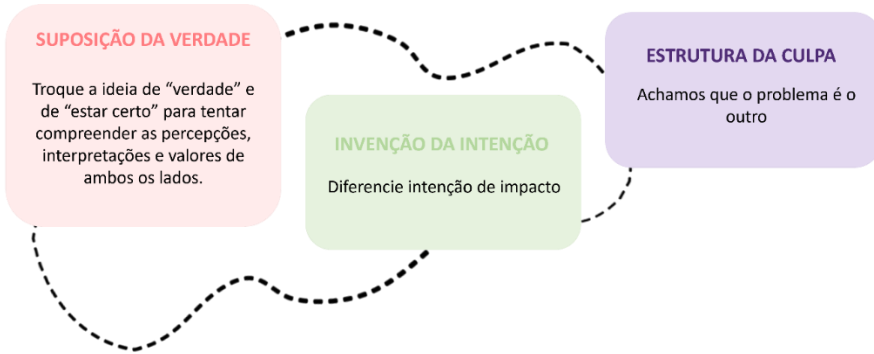 SUPOSIÇÃO DA VERDADE
Troque a ideia de “verdade” e
de “estar certo” para tentar
compreender as percepções,
interpretações e valores de
ambos os lados.
INVENÇÃO DA INTENÇÃO
Diferencie intenção de impacto
ESTRUTURA DA CULPA
Achamos que o problema é o
outro